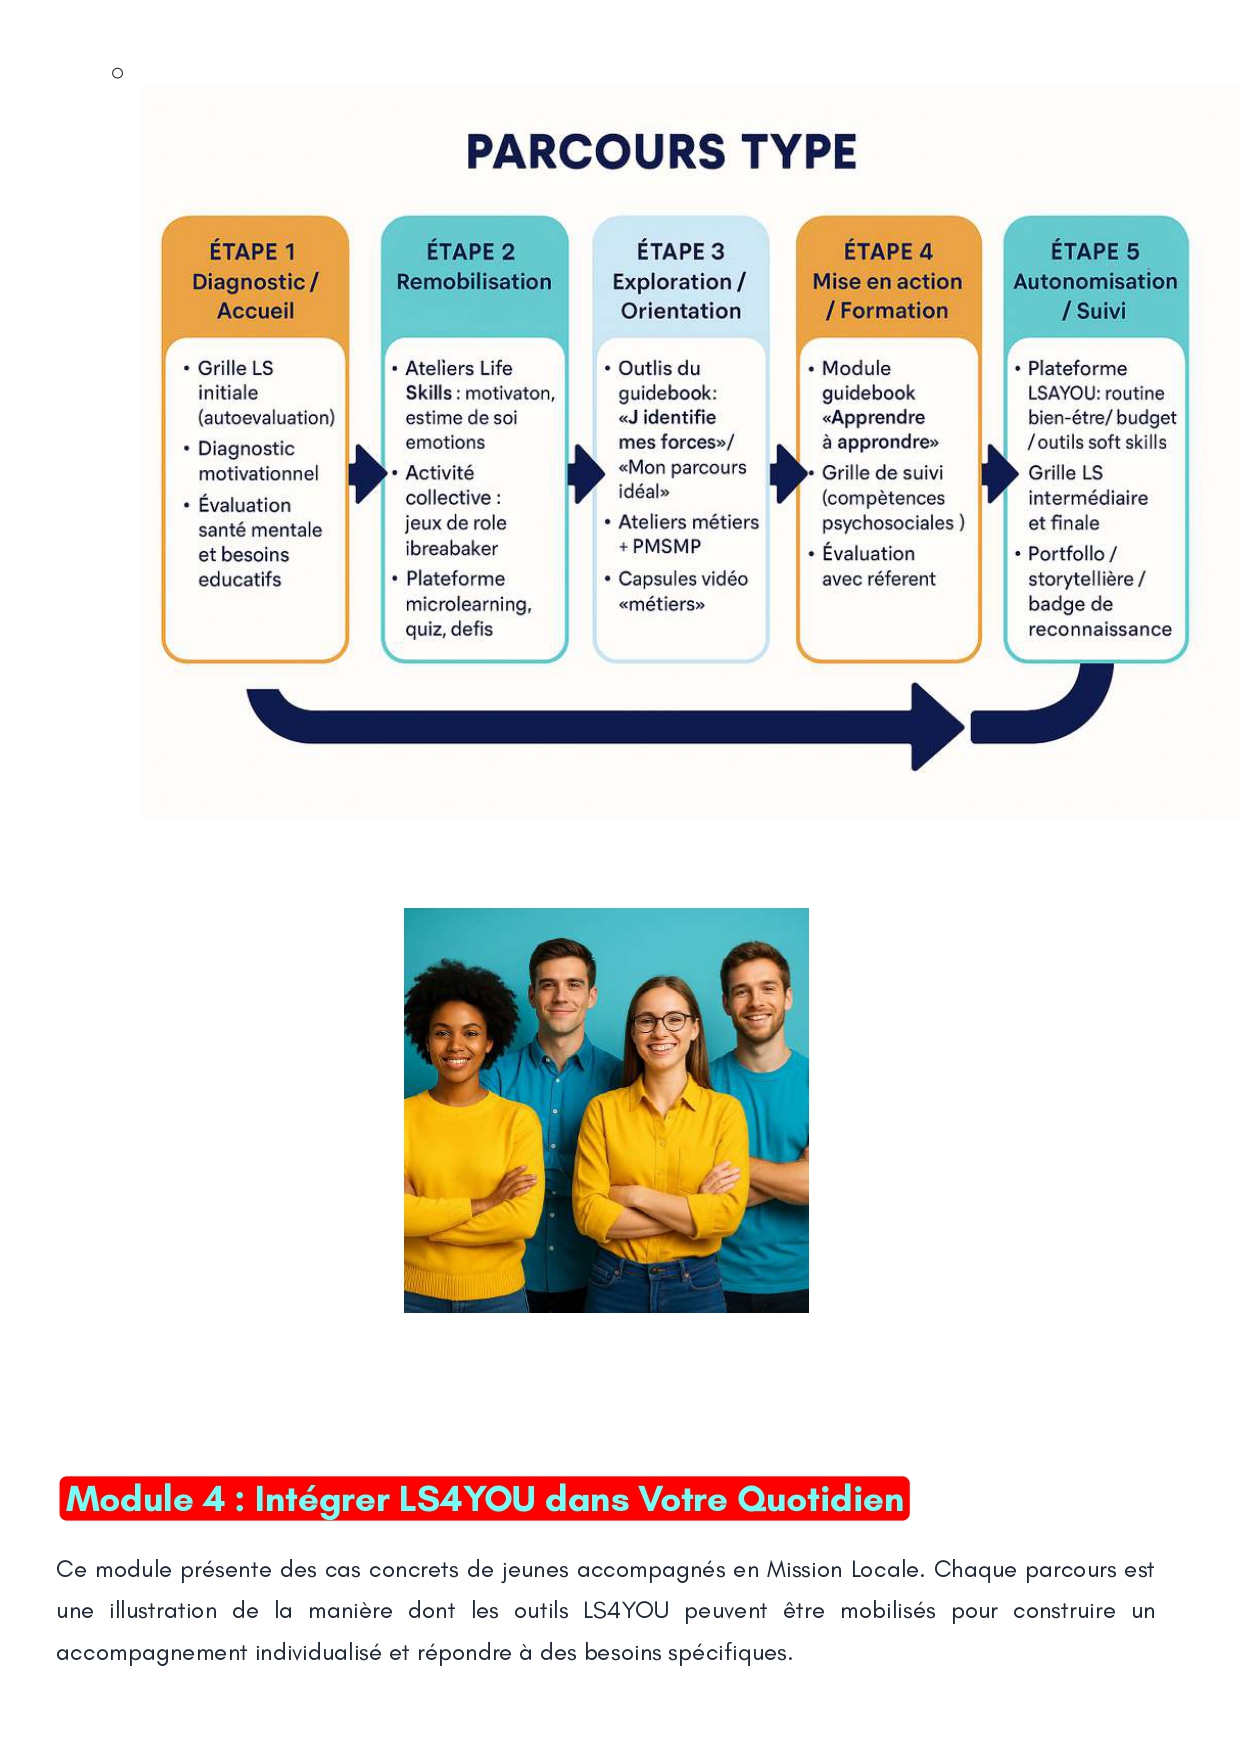 PARCOURS TYPE
ÉTAPE 1
Diagnostic /
Accueil
• Grille LS
initiale
(autoevaluation)
• Diagnostic
motivationnel
• Évaluation
santé mentale
et besoins
educatifs
ÉTAPE 2
Remobilisation
• Ateliers Life
Skills : motivaton,
estime de soi
emotions
• Activité
collective :
jeux de role
ibreabaker
• Plateforme
microlearning,
quiz, defis
ÉTAPE 3
Exploration /
Orientation
• Outlis du
guidebook:
«J identifie
mes forces»/
«Mon parcours
idéal»
• Ateliers métiers
+ PMSMP
• Capsules vidéo
«métiers»
ÉTAPE 4
Mise en action
/ Formation
• Module
guidebook
«Apprendre
à approndre»
• Grille de suivi
(compètences
psychosociales )
• Évaluation
avec réferent
ÉTAPE 5
Autonomisation
/ Suivi
• Plateforme
LSAYOU: routine
bien-étre/ budget
/ outils soft skills
Grille LS
intermédiaire
et finale
• Portfollo /
storytellière /
badge de
reconnaissance
Module 4 : Intégrer LS4YOU dans Votre Quotidien
Ce module présente des cas concrets de jeunes accompagnés en Mission Locale. Chaque parcours est
une illustration de la manière dont les outils LS4YOU peuvent être mobilisés pour construire un
accompagnement individualisé et répondre à des besoins spécifiques.